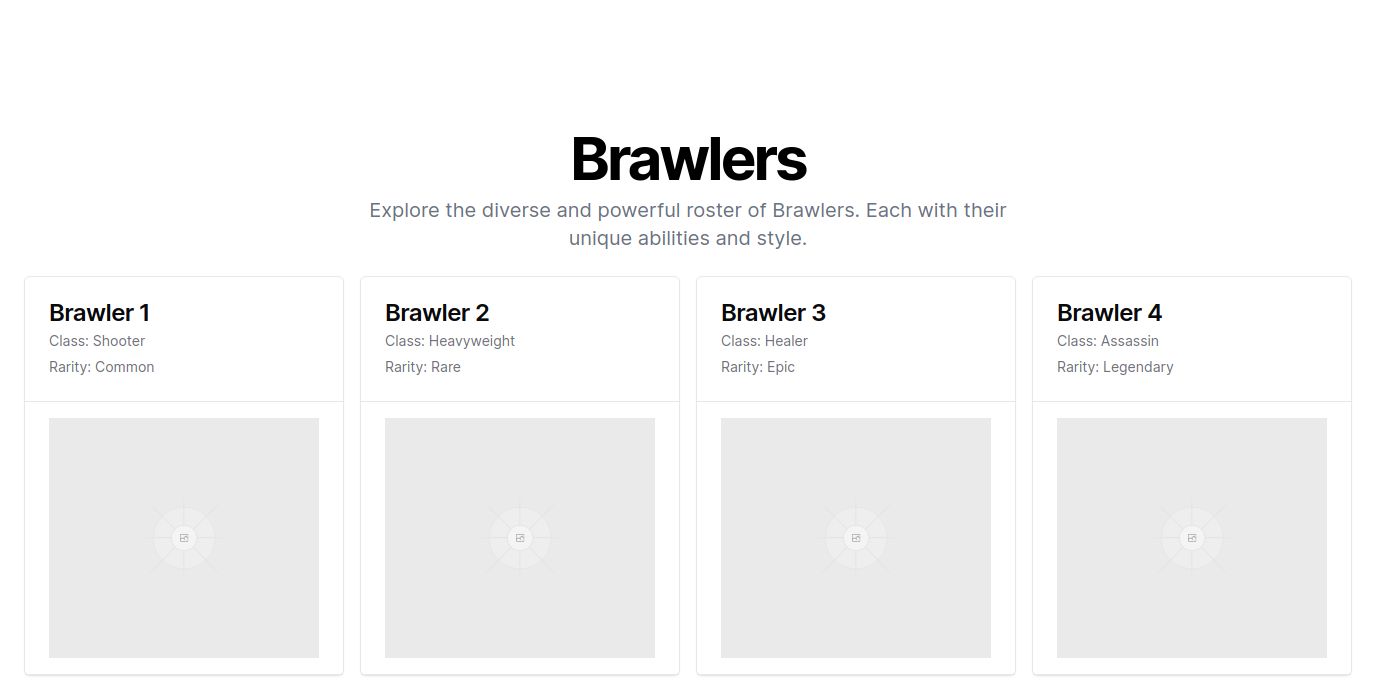 Brawlers
Explore the diverse and powerful roster of Brawlers. Each with their
unique abilities and style.
Brawler 1
Class: Shooter
Rarity: Common
Brawler 2
Class: Heavyweight
Rarity: Rare
Brawler 3
Class: Healer
Rarity: Epic
Brawler 4
Class: Assassin
Rarity: Legendary